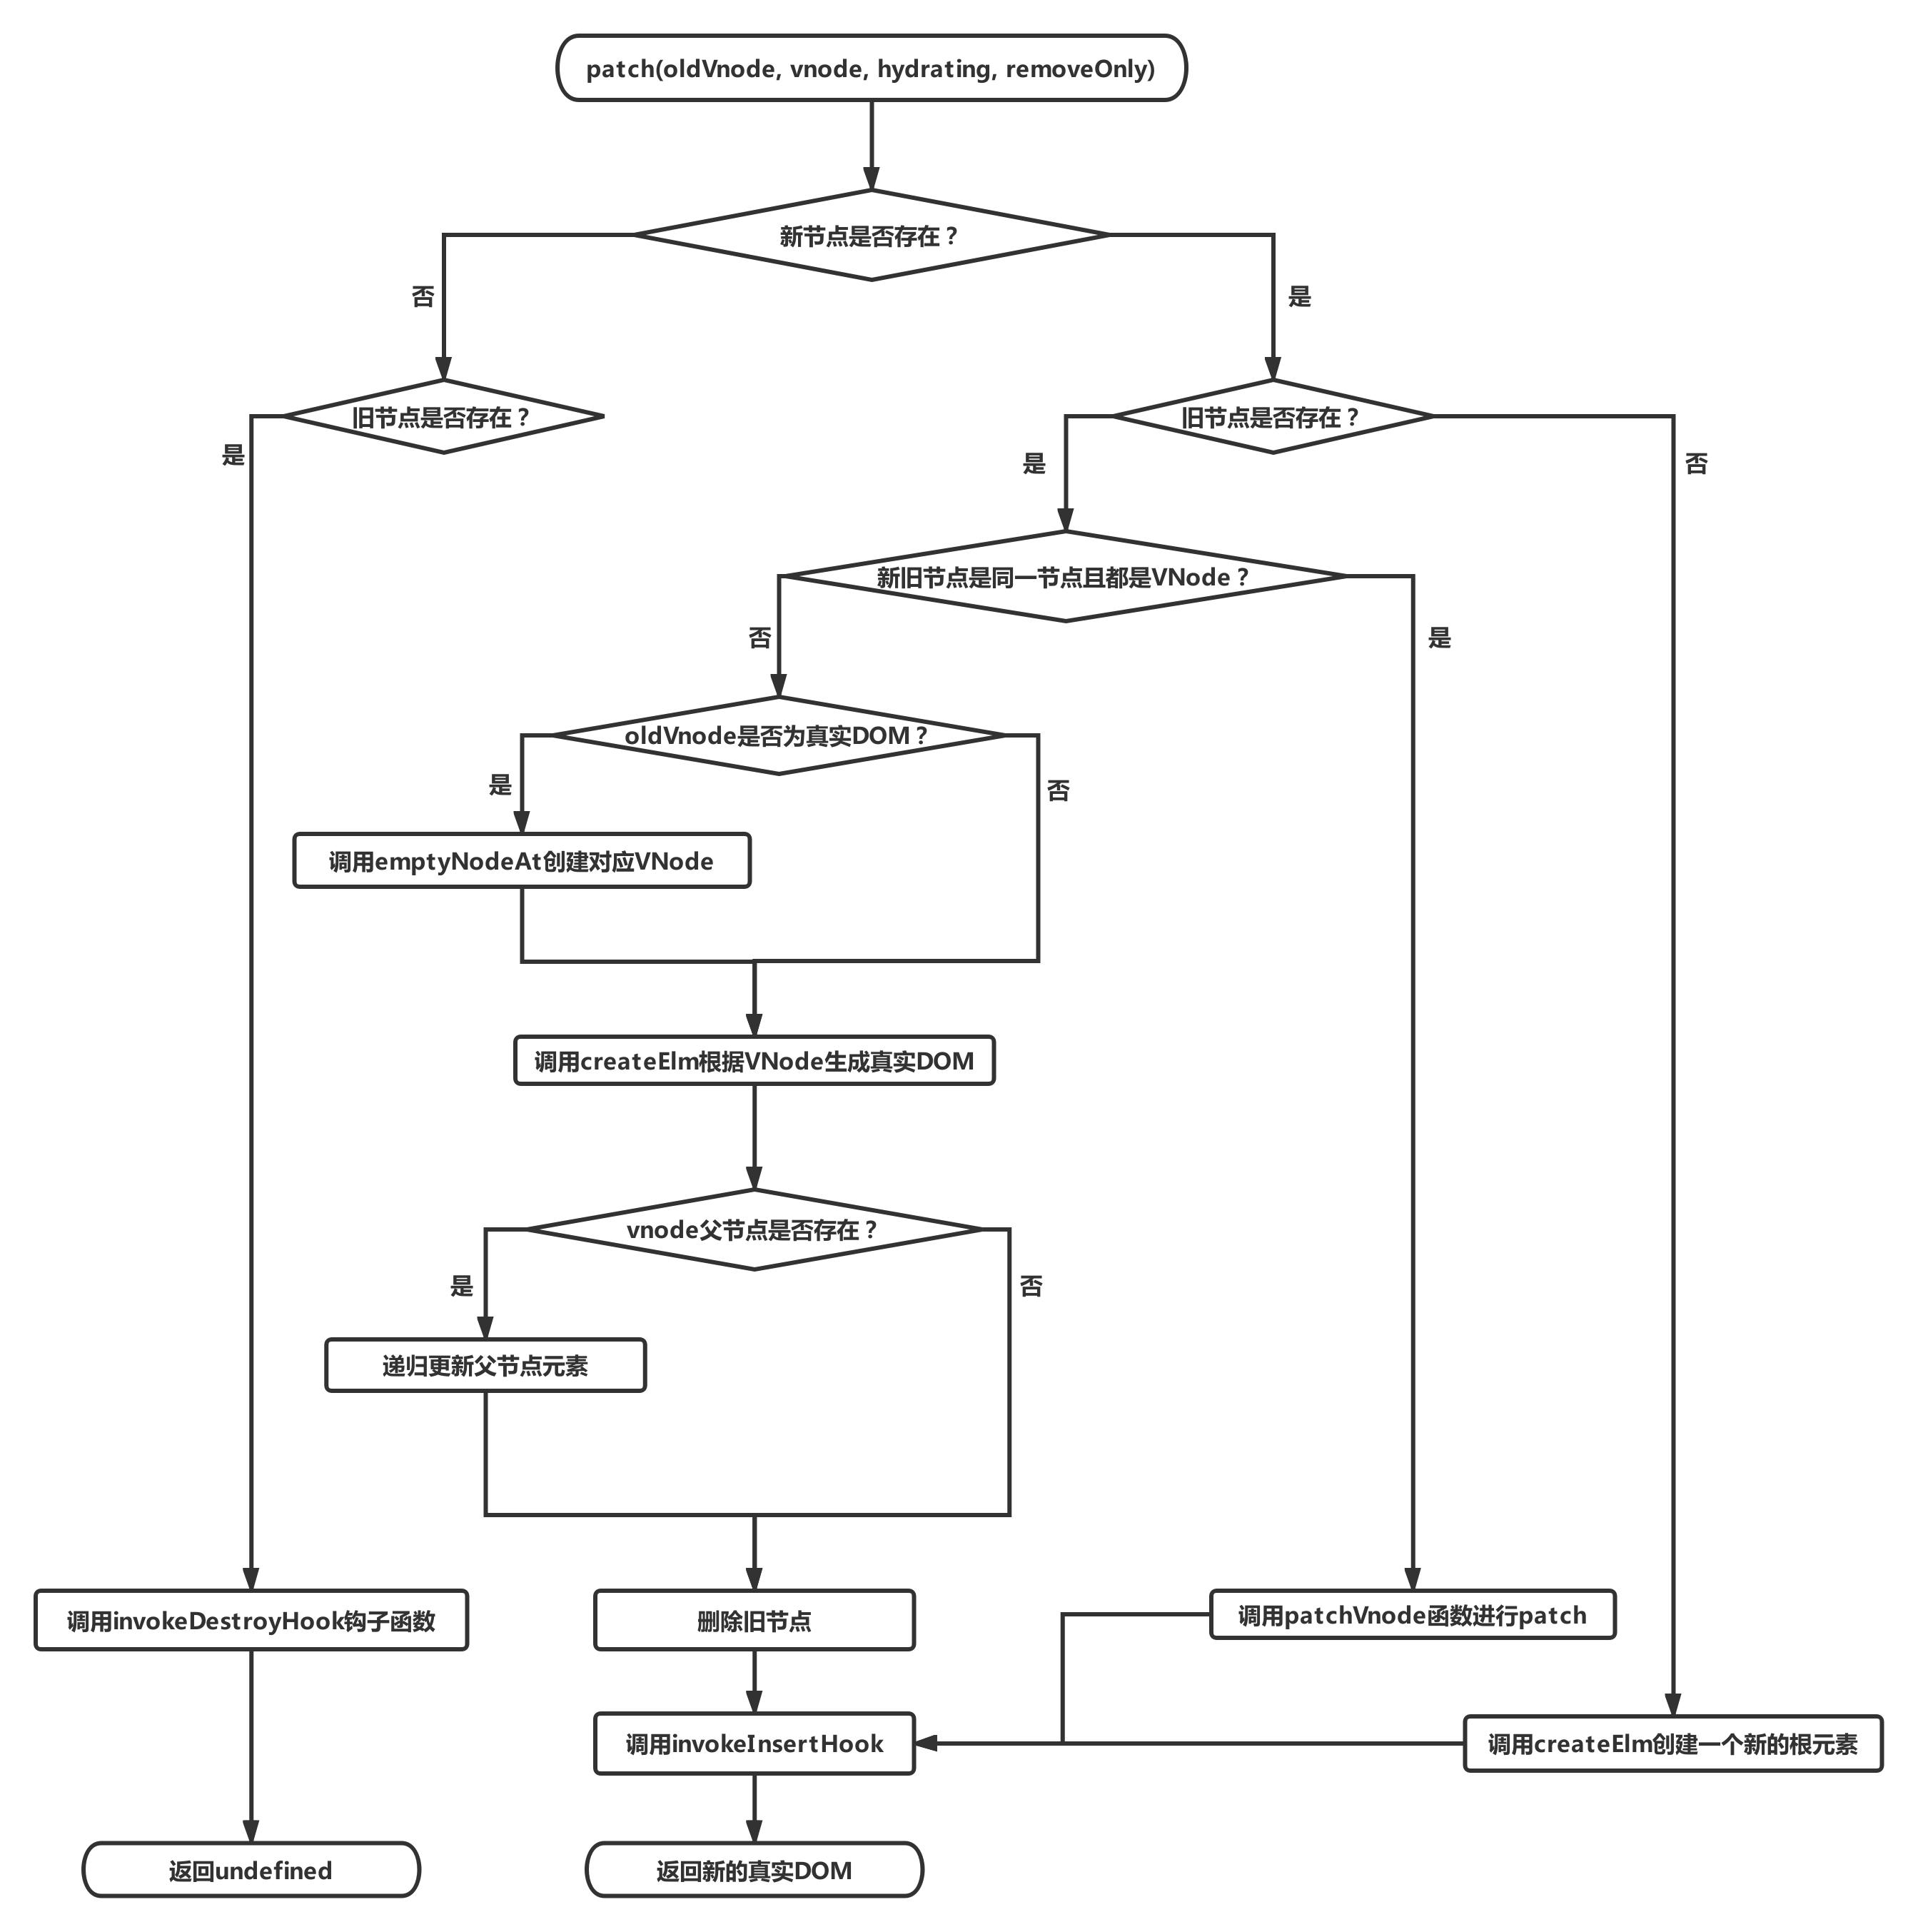 patch(oldVnode, vnode, hydrating, removeOnly)
新节点是否存在？
否
是
旧节点是否存在？
旧节点是否存在？
是
是
否
新旧节点是同一节点且都是VNode？
否
是
oldVnode是否为真实DOM？
是
否
调用emptyNodeAt创建对应VNode
调用createElm根据VNode生成真实DOM
vnode父节点是否存在？
是
否
递归更新父节点元素
调用invokeDestroyHook钩子函数
删除旧节点
调用patchVnode函数进行patch
调用invokeInsertHook
调用createElm创建一个新的根元素
返回undefined
返回新的真实DOM